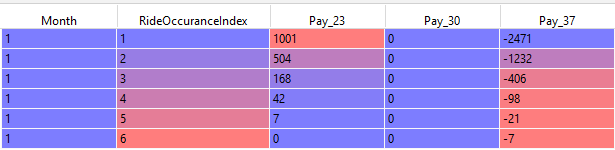 Month RideOccuranceIndex Pay_23 Pay_30 Pay_37
1 1 1001 0 -2471
1 2 504 0 -1232
1 3 168 0 -406
1 4 42 0 -98
1 5 7 0 -21
1 6 0 0 -7